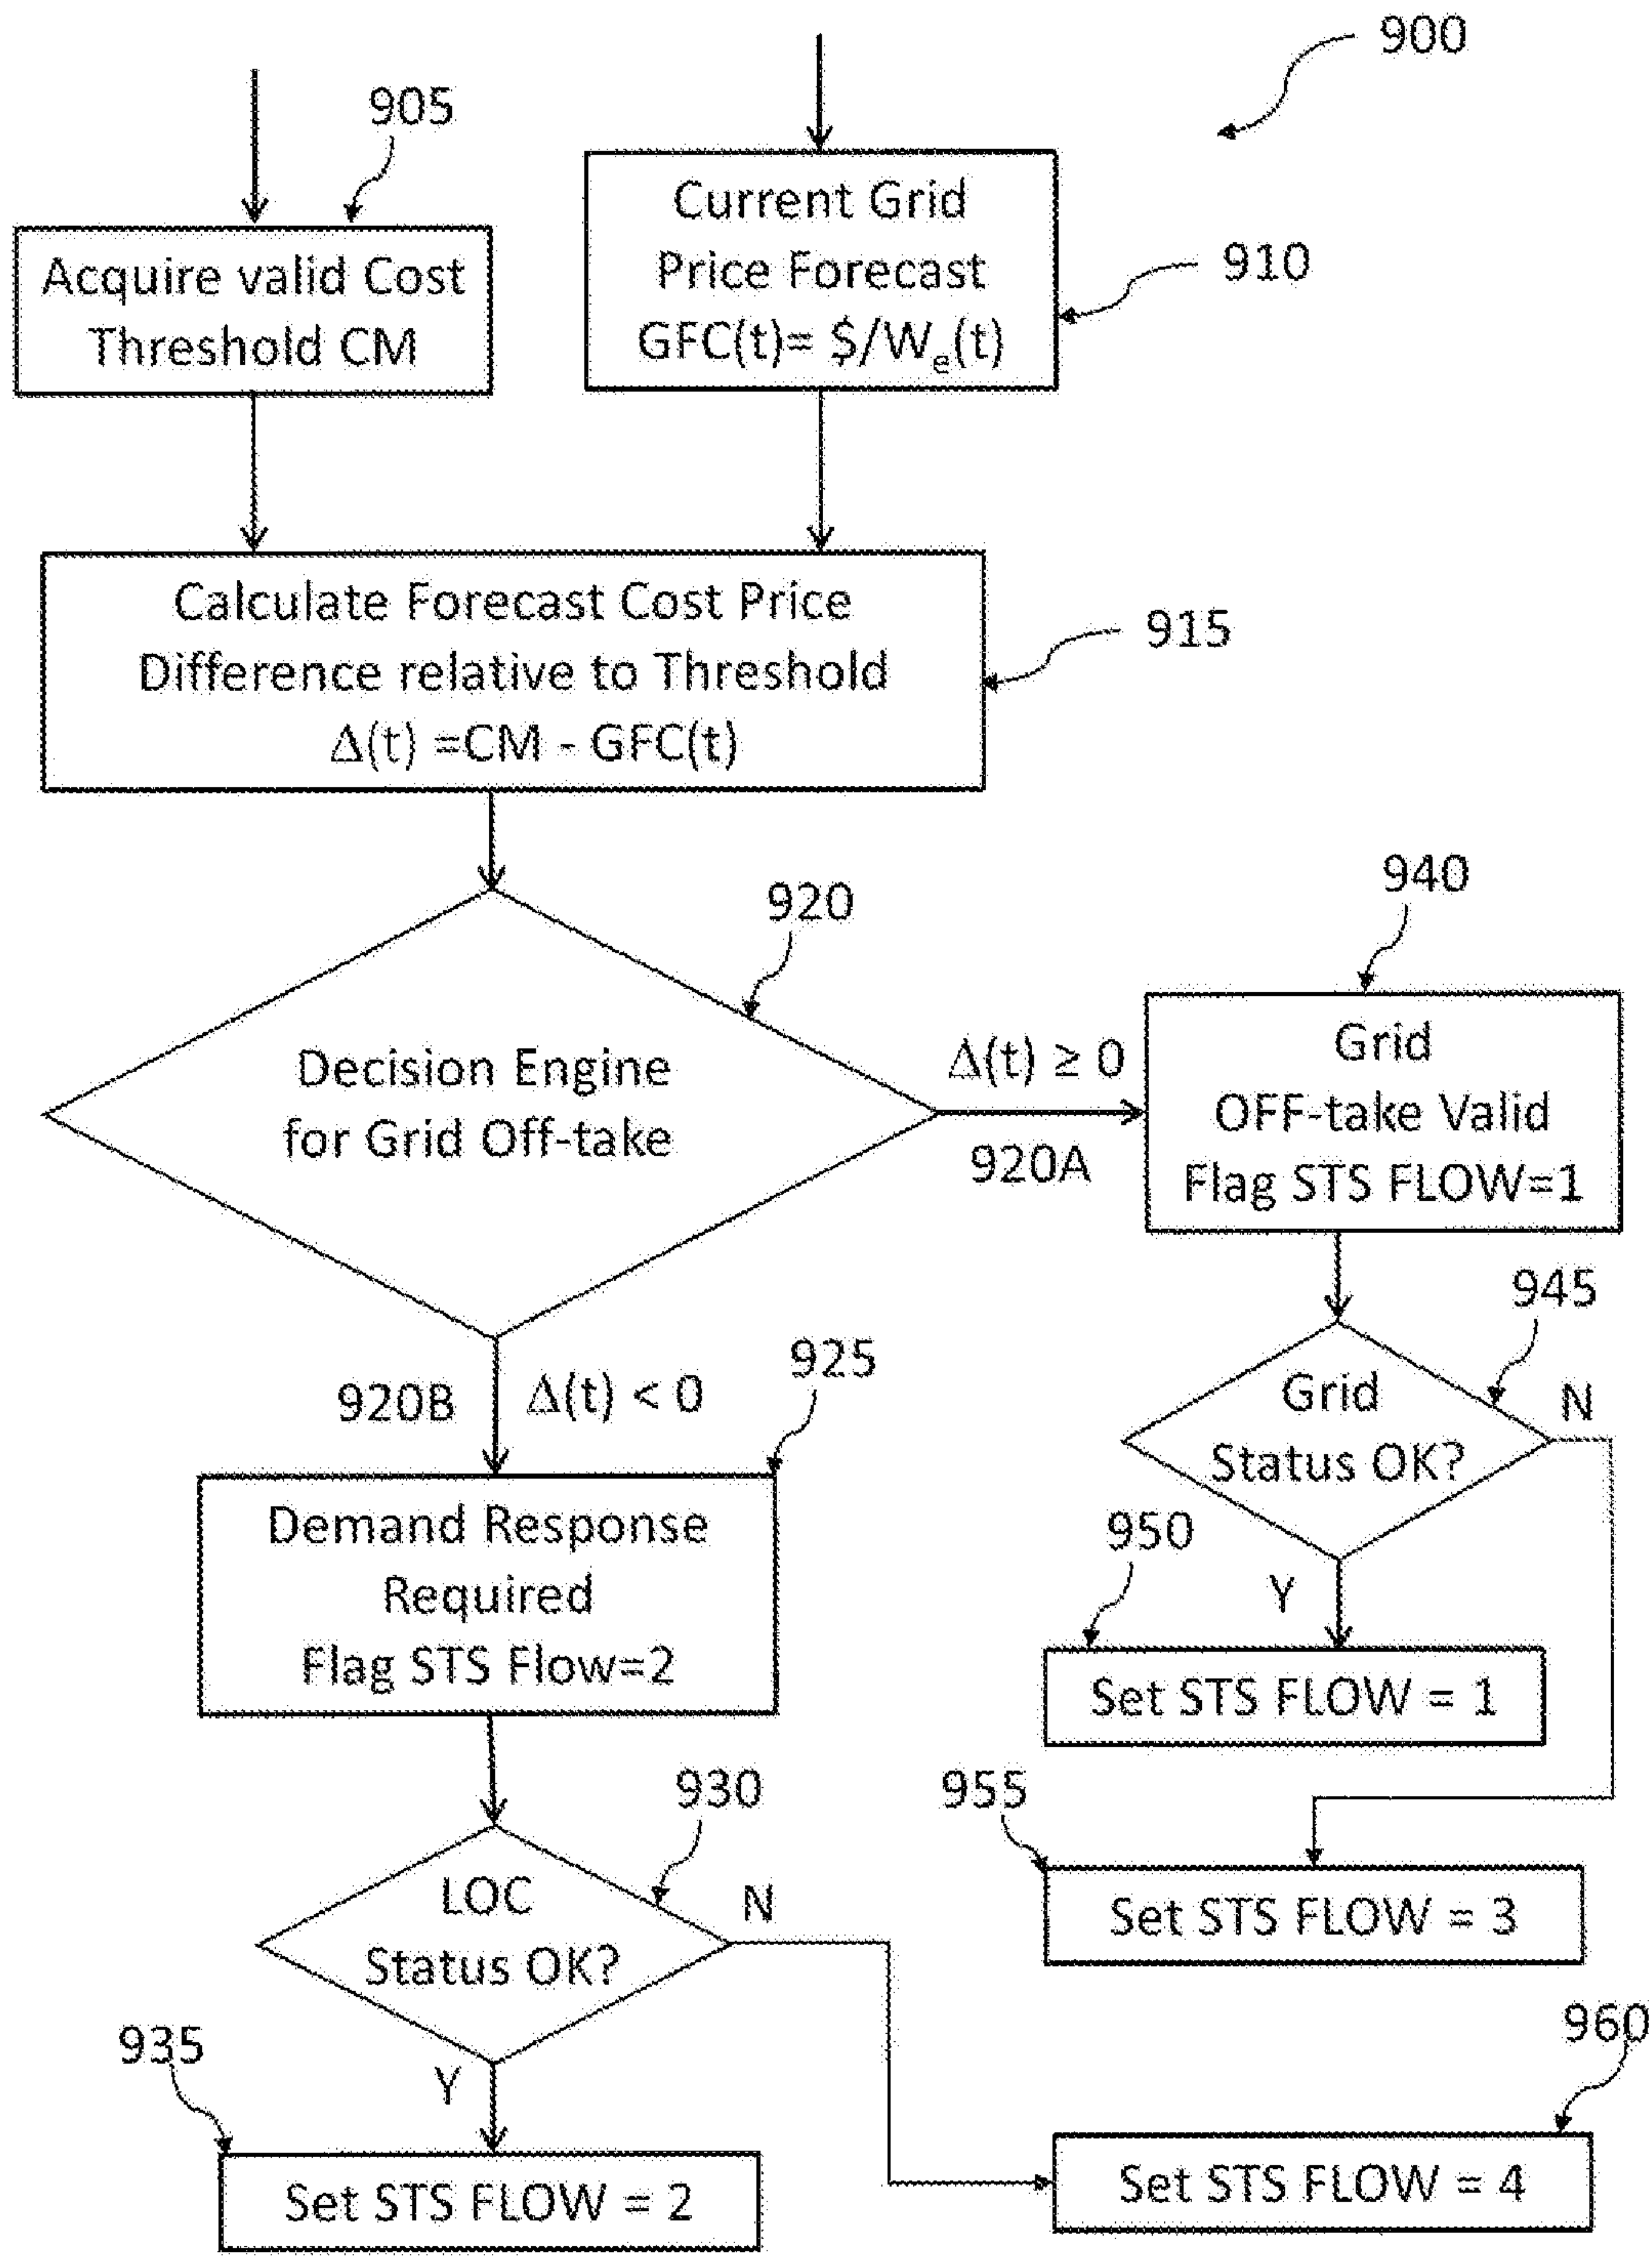 900
905
Current Grid
Price Forecast
GFC(t)= $/We(t)
910
Acquire valid Cost
Threshold CM
Calculate Forecast Cost Price
Difference relative to Threshold
Δ(t) =CM - GFC(t)
915
920
Decision Engine
for Grid Off-take
Δ(t) ≥ 0
920A
940
Grid
OFF-take Valid
Flag STS FLOW=1
945
Grid
Status OK?
N
Y
950
Set STS FLOW = 1
955
Set STS FLOW = 3
920B
Δ(t) < 0
925
Demand Response
Required
Flag STS Flow=2
930
LOC
Status OK?
N
Y
935
Set STS FLOW = 2
960
Set STS FLOW = 4